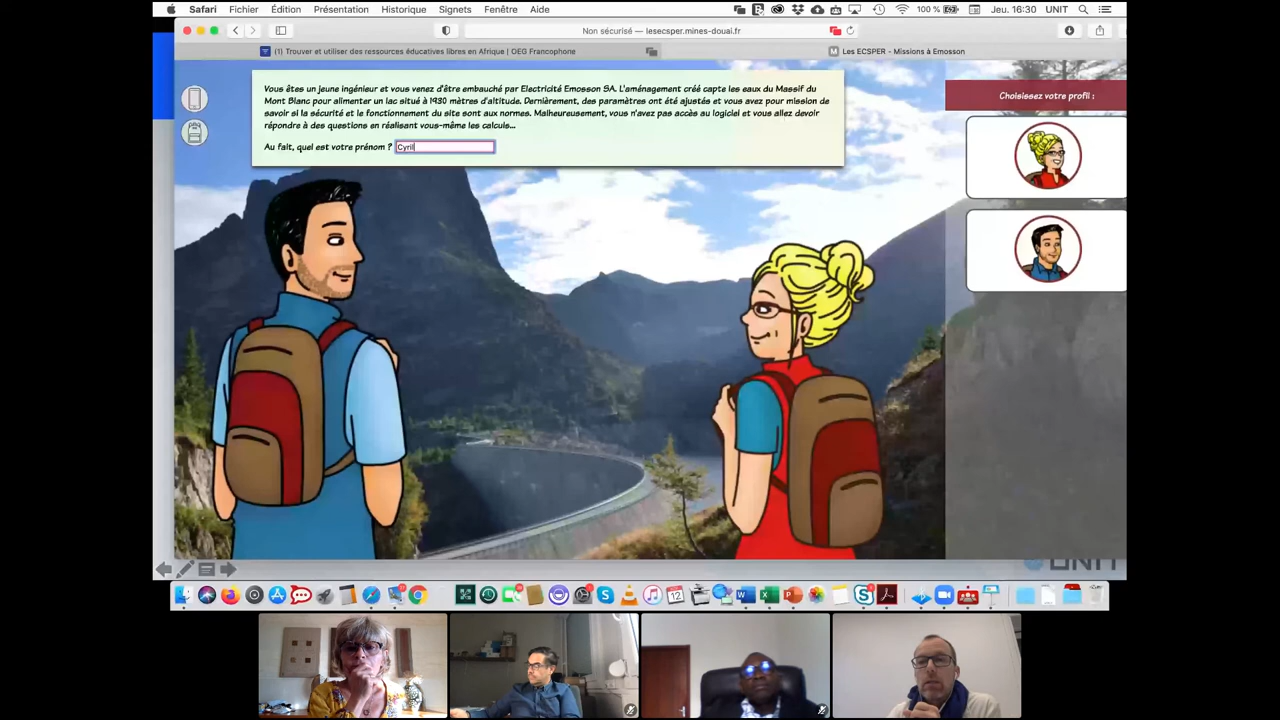 Safari Fichier Édition Présentation Historique Signets Fenêtre Aide 100 % Jeu. 16:30 UNIT
Non sécurisé — lesecsper.mines-douai.fr
(1) Trouver et utiliser des ressources éducatives libres en Afrique | OEG Francophone
M Les ECSPER - Missions à Emosson
Vous êtes un jeune ingénieur et vous venez d'être embauché par Electricité Emosson SA. L'aménagement créé capte les eaux du Massif du
Mont Blanc pour alimenter un lac situé à 1930 mètres d'altitude. Dernièrement, des paramètres ont été ajustés et vous avez pour mission de
savoir si la sécurité et le fonctionnement du site sont aux normes. Malheureusement, vous n'avez pas accès au logiciel et vous allez devoir
répondre à des questions en réalisant vous-même les calculs...
Au fait, quel est votre prénom ? Cyril
Choisissez votre profil :
UNIT